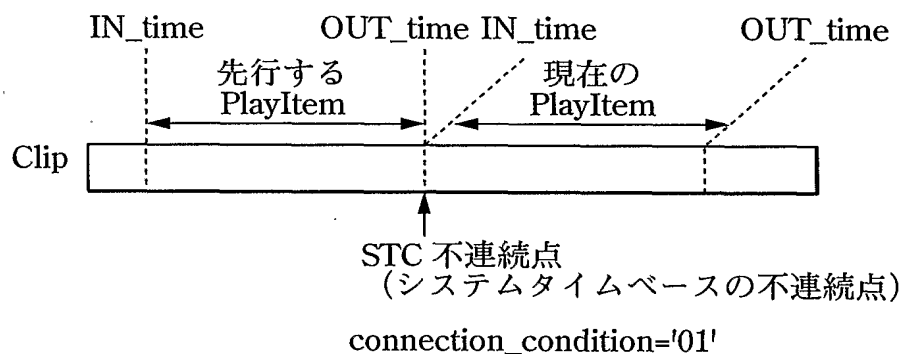 IN_time OUT_time IN_time OUT_time
先行する
PlayItem
現在の
PlayItem
Clip
STC 不連続点
（システムタイムベースの不連続点）
connection_condition='01'